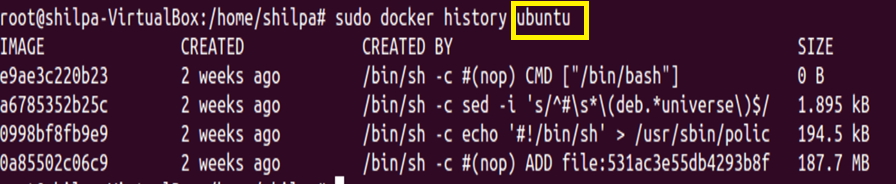 root@shilpa-VirtualBox:/home/shilpa# sudo docker history ubuntu
IMAGE CREATED CREATED BY SIZE
e9ae3c220b23 2 weeks ago /bin/sh -c #(nop) CMD ["/bin/bash"] 0 B
a6785352b25c 2 weeks ago /bin/sh -c sed -i 's/^#\s*\(deb.*universe\)$/ 1.895 kB
0998bf8fb9e9 2 weeks ago /bin/sh -c echo '#!/bin/sh' > /usr/sbin/polic 194.5 kB
0a85502c06c9 2 weeks ago /bin/sh -c #(nop) ADD file:531ac3e55db4293b8f 187.7 MB